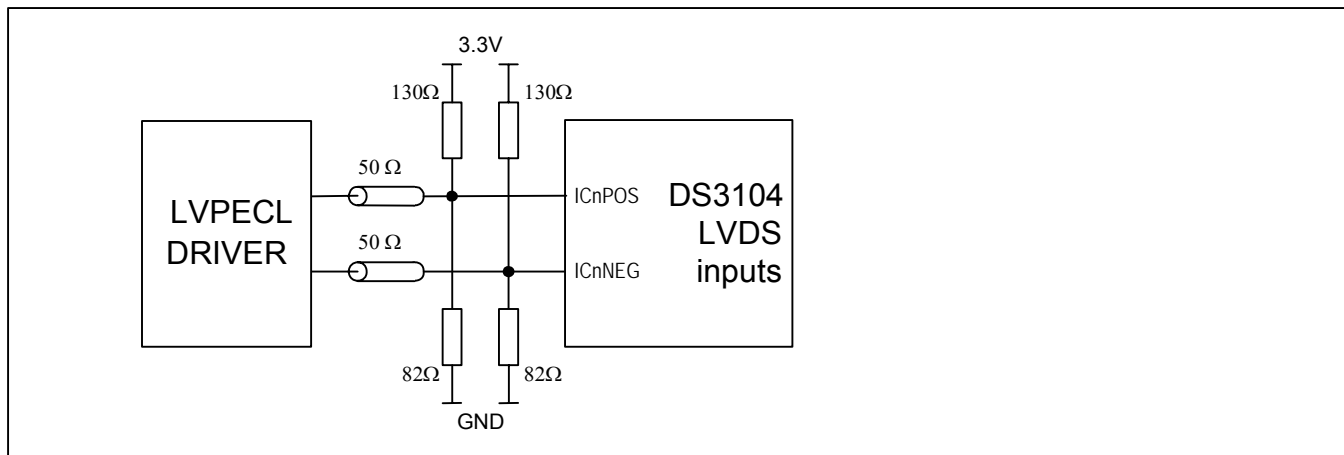 3.3V
130Ω
130Ω
50 Ω
ICnPOS
LVPECL
DRIVER
DS3104
LVDS
inputs
50 Ω
ICnNEG
82Ω
82Ω
GND